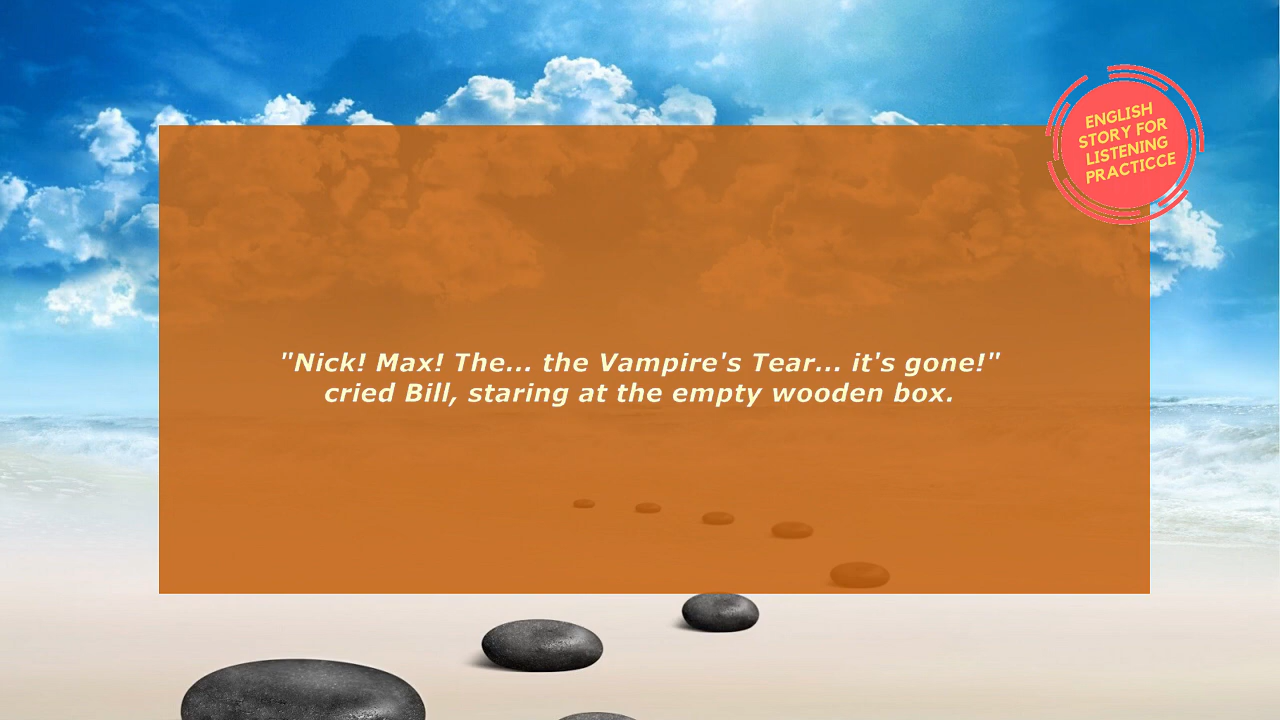 ENGLISH
STORY FOR
LISTENING
PRACTICCE
"Nick! Max! The... the Vampire's Tear... it's gone!"
cried Bill, staring at the empty wooden box.